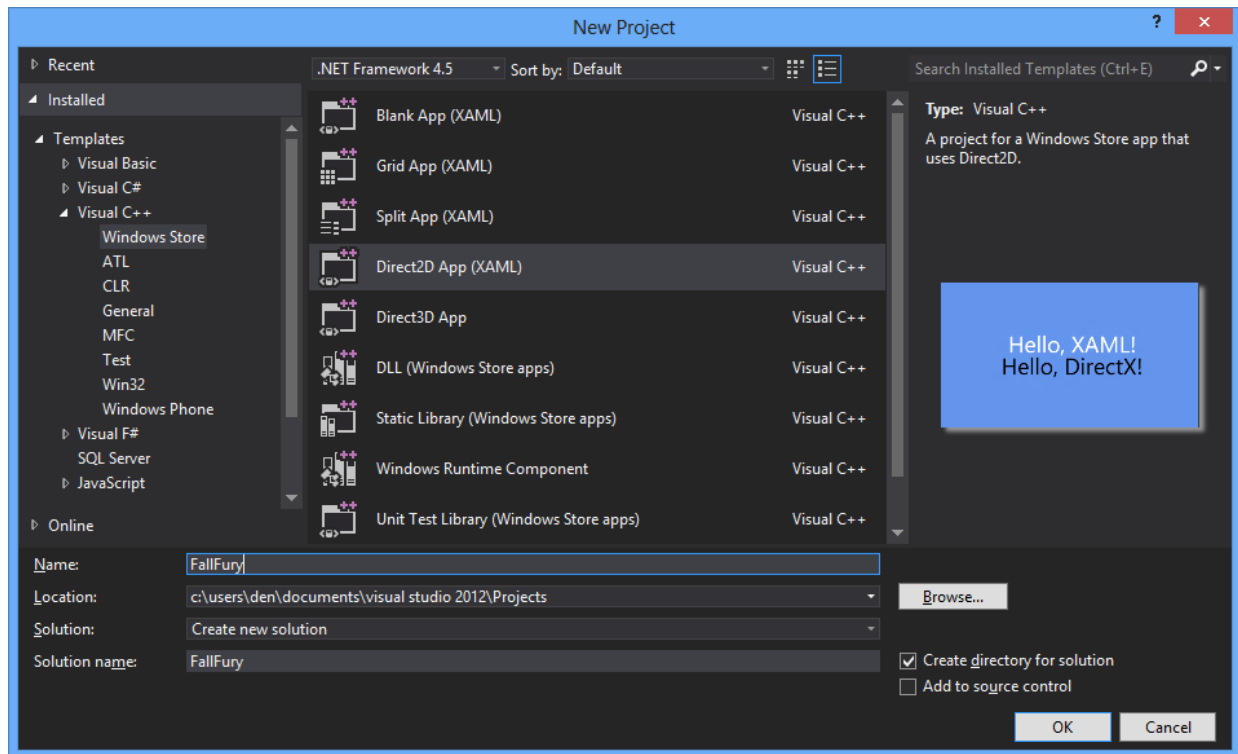 New Project
?
Recent
Installed
Templates
Visual Basic
Visual C#
Visual C++
Windows Store
ATL
CLR
General
MFC
Test
Win32
Windows Phone
Visual F#
SQL Server
JavaScript
Online
.NET Framework 4.5
Sort by: Default
Search Installed Templates (Ctrl+E)
Blank App (XAML) Visual C++
Grid App (XAML) Visual C++
Split App (XAML) Visual C++
Direct2D App (XAML) Visual C++
Direct3D App Visual C++
DLL (Windows Store apps) Visual C++
Static Library (Windows Store apps) Visual C++
Windows Runtime Component Visual C++
Unit Test Library (Windows Store apps) Visual C++
Type: Visual C++
A project for a Windows Store app that
uses Direct2D.
Hello, XAML!
Hello, DirectX!
Name: FallFury
Location: c:\users\den\documents\visual studio 2012\Projects
Browse...
Solution: Create new solution
Solution name: FallFury
Create directory for solution
Add to source control
OK
Cancel